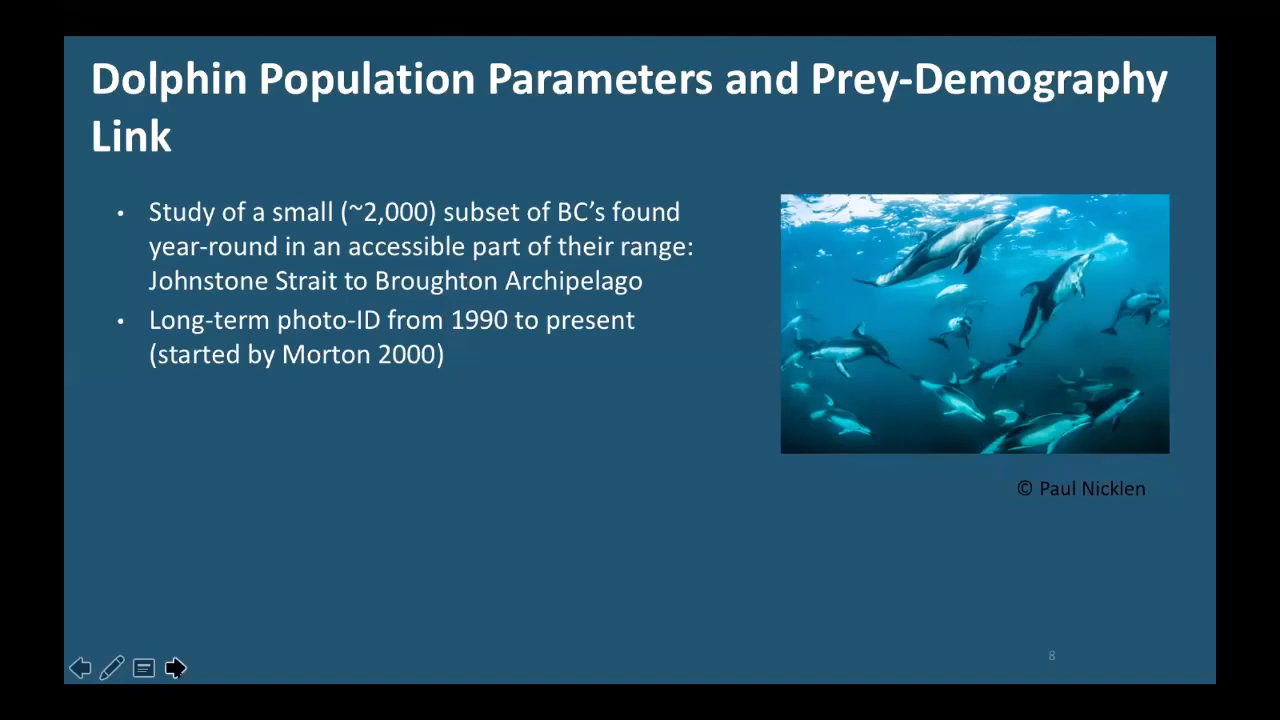 Dolphin Population Parameters and Prey-Demography
Link
• Study of a small (~2,000) subset of BC’s found
year-round in an accessible part of their range:
Johnstone Strait to Broughton Archipelago
• Long-term photo-ID from 1990 to present
(started by Morton 2000)
© Paul Nicklen
8